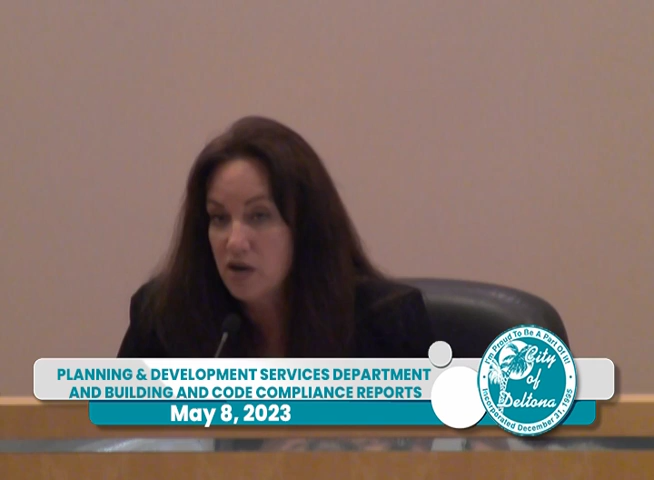 PLANNING & DEVELOPMENT SERVICES DEPARTMENT
AND BUILDING AND CODE COMPLIANCE REPORTS
May 8, 2023
I'm Proud To Be A Part Of It!
City
of
Deltona
Incorporated December 31, 1995